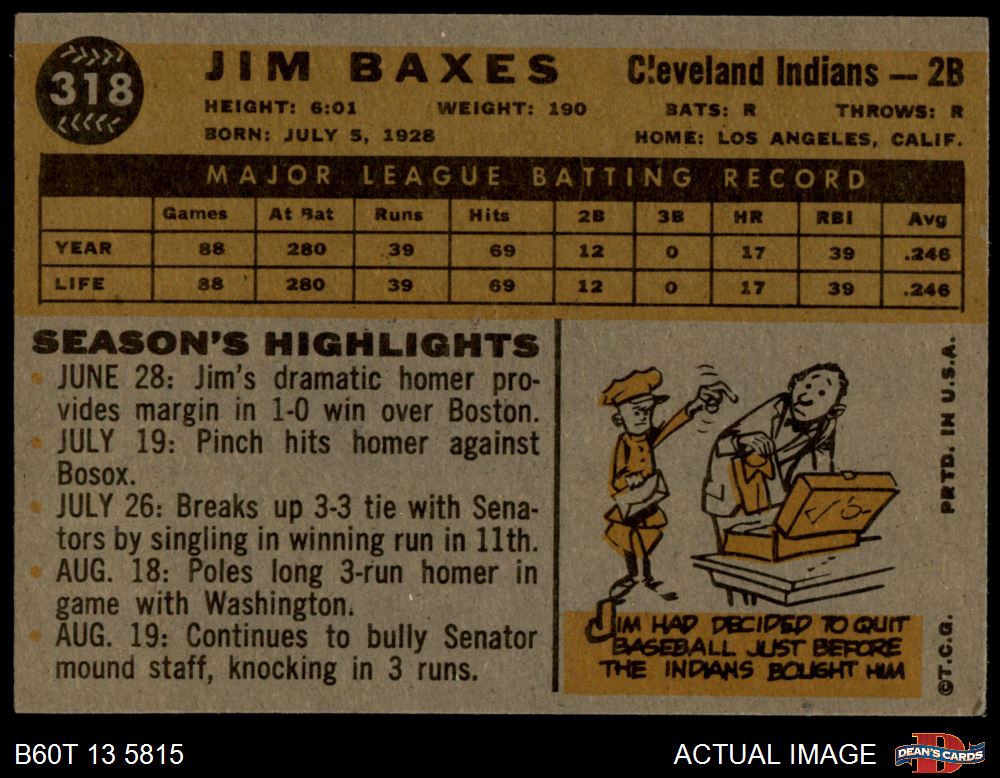 318
JIM BAXES
Cleveland Indians — 2B
HEIGHT: 6:01 WEIGHT: 190 BATS: R THROWS: R
BORN: JULY 5, 1928 HOME: LOS ANGELES, CALIF.
MAJOR LEAGUE BATTING RECORD
Games At Bat Runs Hits 2B 3B HR RBI Avg
YEAR 88 280 39 69 12 0 17 39 .246
LIFE 88 280 39 69 12 0 17 39 .246
SEASON'S HIGHLIGHTS
• JUNE 28: Jim's dramatic homer pro-
vides margin in 1-0 win over Boston.
• JULY 19: Pinch hits homer against
Bosox.
• JULY 26: Breaks up 3-3 tie with Sena-
tors by singling in winning run in 11th.
• AUG. 18: Poles long 3-run homer in
game with Washington.
• AUG. 19: Continues to bully Senator
mound staff, knocking in 3 runs.
JIM HAD DECIDED TO QUIT
BASEBALL JUST BEFORE
THE INDIANS BOUGHT HIM
©T.C.G. PRTD. IN U.S.A.
B60T 13 5815
ACTUAL IMAGE
DEAN'S CARDS